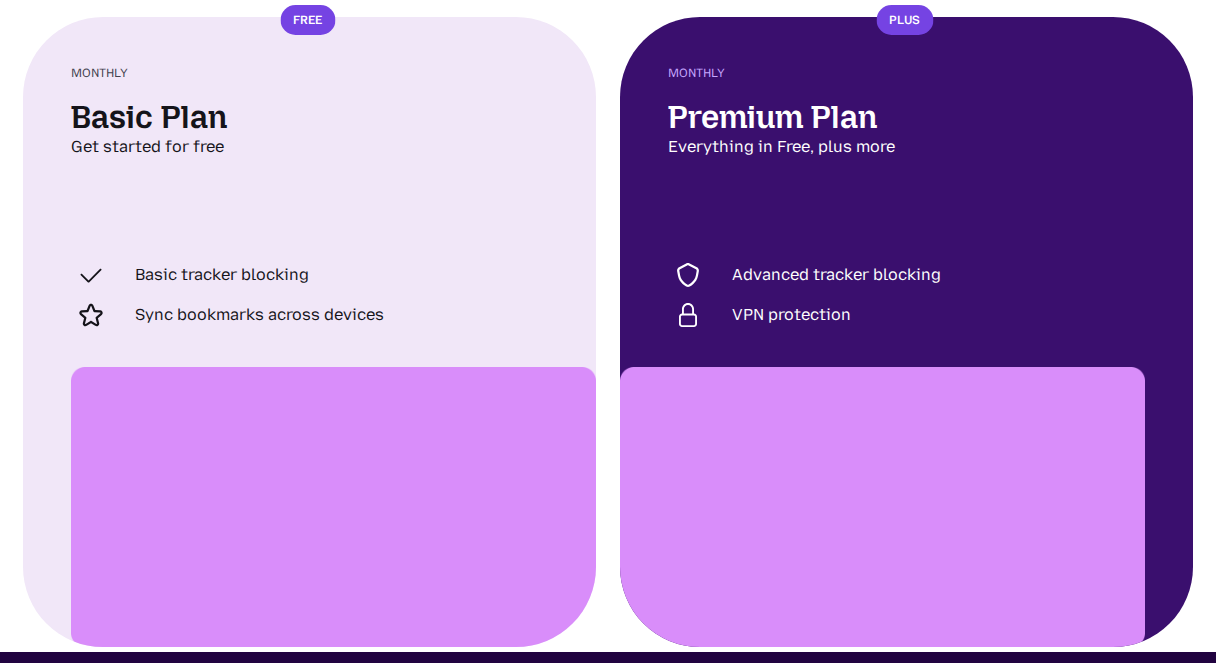 FREE
MONTHLY
Basic Plan
Get started for free
Basic tracker blocking
Sync bookmarks across devices
PLUS
MONTHLY
Premium Plan
Everything in Free, plus more
Advanced tracker blocking
VPN protection